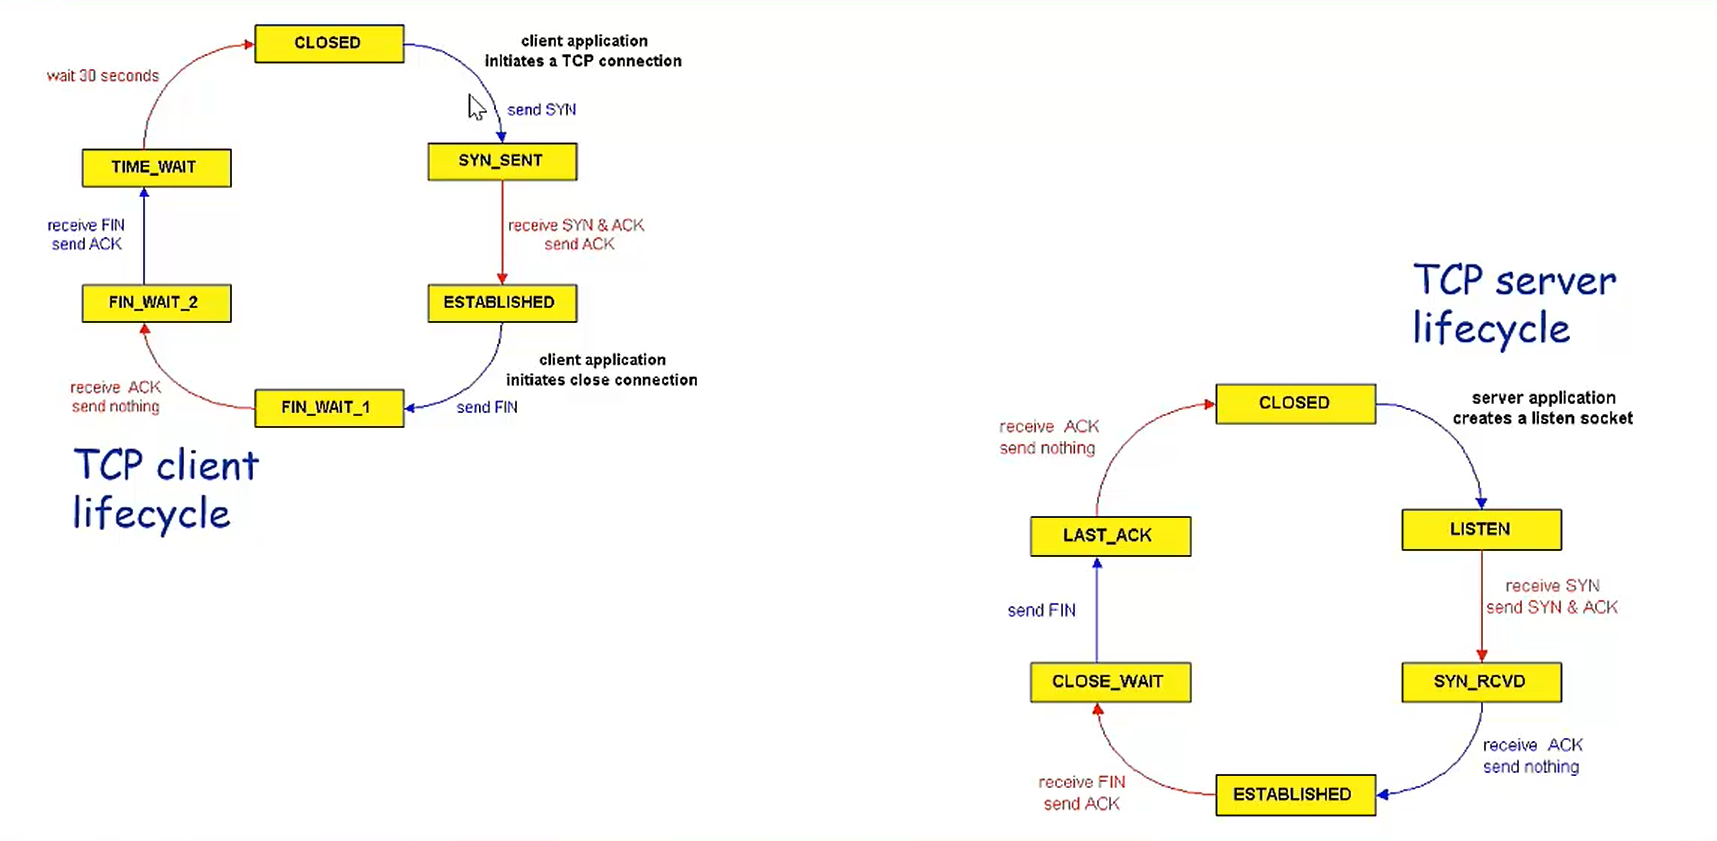 CLOSED
client application
initiates a TCP connection
wait 30 seconds
send SYN
TIME_WAIT
SYN_SENT
receive FIN
send ACK
receive SYN & ACK
send ACK
FIN_WAIT_2
ESTABLISHED
client application
initiates close connection
receive ACK
send nothing
FIN_WAIT_1
send FIN
TCP client
lifecycle
TCP server
lifecycle
CLOSED
server application
creates a listen socket
receive ACK
send nothing
LAST_ACK
LISTEN
send FIN
receive SYN
send SYN & ACK
CLOSE_WAIT
SYN_RCVD
receive ACK
send nothing
receive FIN
send ACK
ESTABLISHED